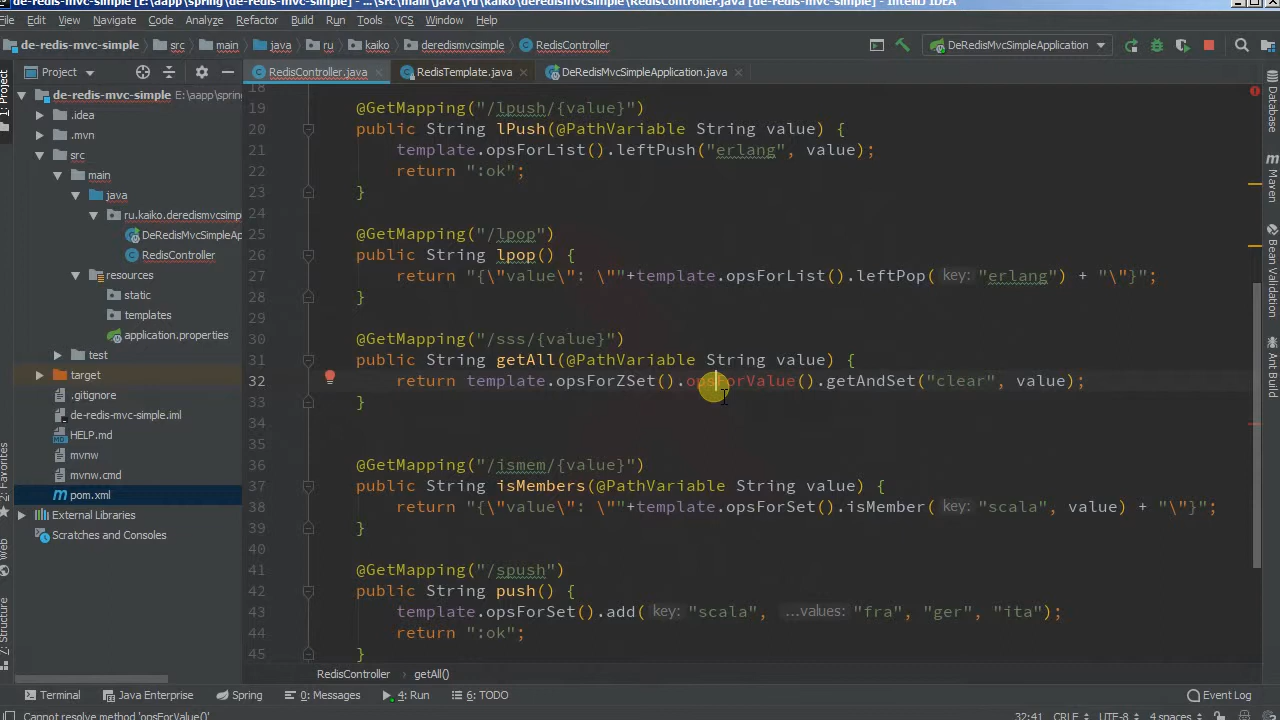 de-redis-mvc-simple [E:\aapp\spring\de-redis-mvc-simple] - ...\src\main\java\ru\kaiko\deredismvcsimple\RedisController.java - IntelliJ IDEA
File Edit View Navigate Code Analyze Refactor Build Run Tools VCS Window Help
de-redis-mvc-simple src main java ru kaiko deredismvcsimple RedisController DeRedisMvcSimpleApplication
Project RedisController.java RedisTemplate.java DeRedisMvcSimpleApplication.java
1: Project
2: Favorites
Web
Structure
Database
Maven
de-redis-mvc-simple E:\aapp\spring
.idea
.mvn
src
main
java
ru.kaiko.deredismvcsimp
DeRedisMvcSimpleAp
RedisController
resources
static
templates
application.properties
test
target
.gitignore
de-redis-mvc-simple.iml
HELP.md
mvnw
mvnw.cmd
pom.xml
External Libraries
Scratches and Consoles
18
19 @GetMapping("/lpush/{value}")
20 public String lPush(@PathVariable String value) {
21 template.opsForList().leftPush("erlang", value);
22 return ":ok";
23 }
24
25 @GetMapping("/lpop")
26 public String lpop() {
27 return "{\"value\": \""+template.opsForList().leftPop( key: "erlang") + "\"}";
28 }
29
30 @GetMapping("/sss/{value}")
31 public String getAll(@PathVariable String value) {
32 return template.opsForZSet().opsForValue().getAndSet("clear", value);
33 }
34
35
36 @GetMapping("/ismem/{value}")
37 public String isMembers(@PathVariable String value) {
38 return "{\"value\": \""+template.opsForSet().isMember( key: "scala", value) + "\"}";
39 }
40
41 @GetMapping("/spush")
42 public String push() {
43 template.opsForSet().add( key: "scala", ...values: "fra", "ger", "ita");
44 return ":ok";
45 }
RedisController getAll()
Terminal Java Enterprise Spring 0: Messages 4: Run 6: TODO Event Log
Cannot resolve method 'opsForValue()' 32:41 CRLF UTF-8 4 spaces